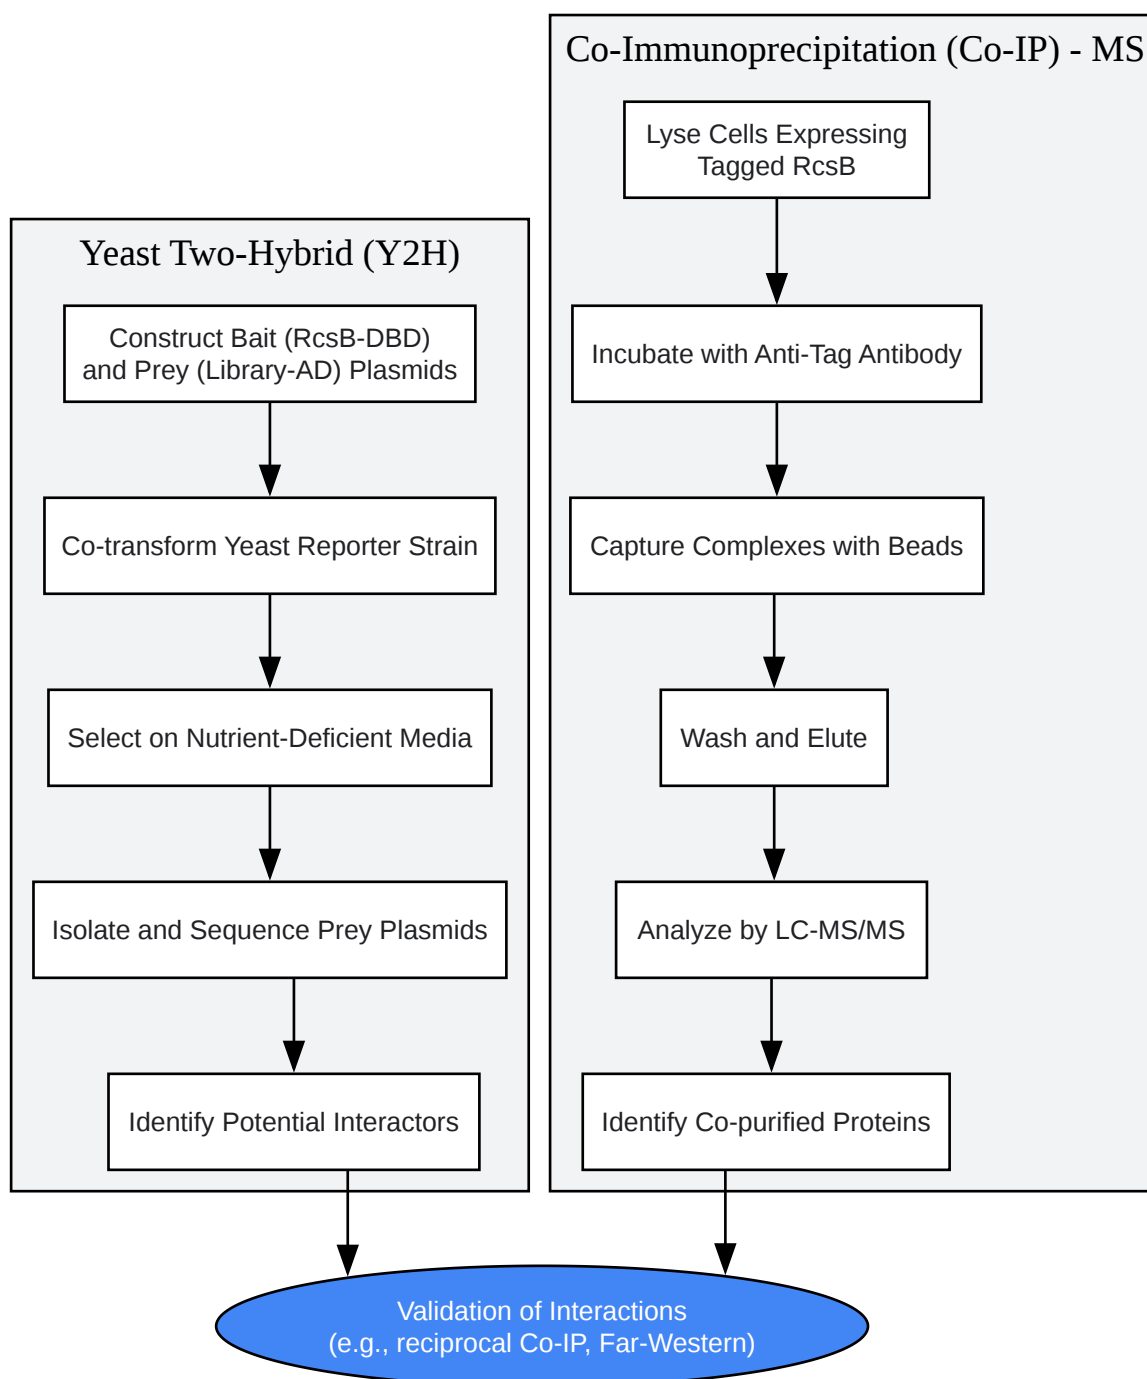 Yeast Two-Hybrid (Y2H)
Construct Bait (RcsB-DBD)
and Prey (Library-AD) Plasmids
Co-transform Yeast Reporter Strain
Select on Nutrient-Deficient Media
Isolate and Sequence Prey Plasmids
Identify Potential Interactors
Co-Immunoprecipitation (Co-IP) - MS
Lyse Cells Expressing
Tagged RcsB
Incubate with Anti-Tag Antibody
Capture Complexes with Beads
Wash and Elute
Analyze by LC-MS/MS
Identify Co-purified Proteins
Validation of Interactions
(e.g., reciprocal Co-IP, Far-Western)